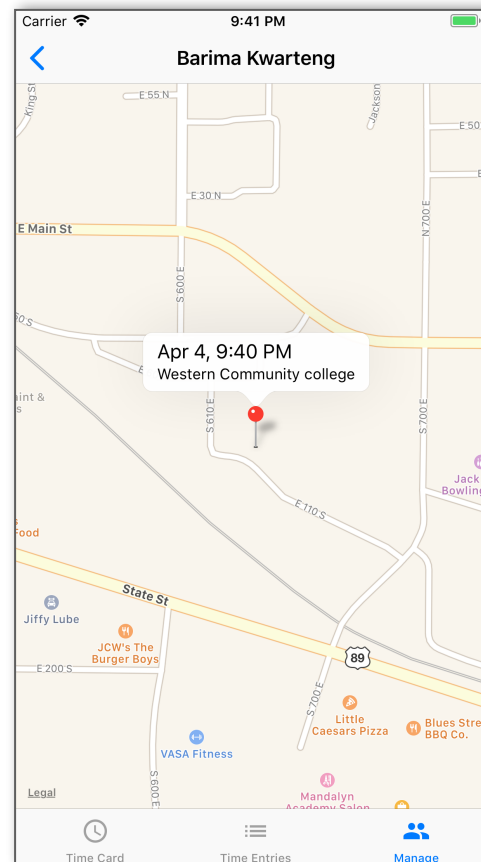 Carrier 9:41 PM
Barima Kwarteng
King St
E 55 N
Jackson
E 50
E 30 N
N 700 E
E Main St
S 600 E
Apr 4, 9:40 PM
Western Community college
S 610 E
S 700 E
Jack
Bowling
E 110 S
Food
State St
Jiffy Lube
JCW's The
Burger Boys
89
E 200 S
S 700 E
Little
Caesars Pizza
Blues Stre
BBQ Co.
VASA Fitness
S 600 E
Mandalyn
Academy Salon
Legal
Time Card
Time Entries
Manage